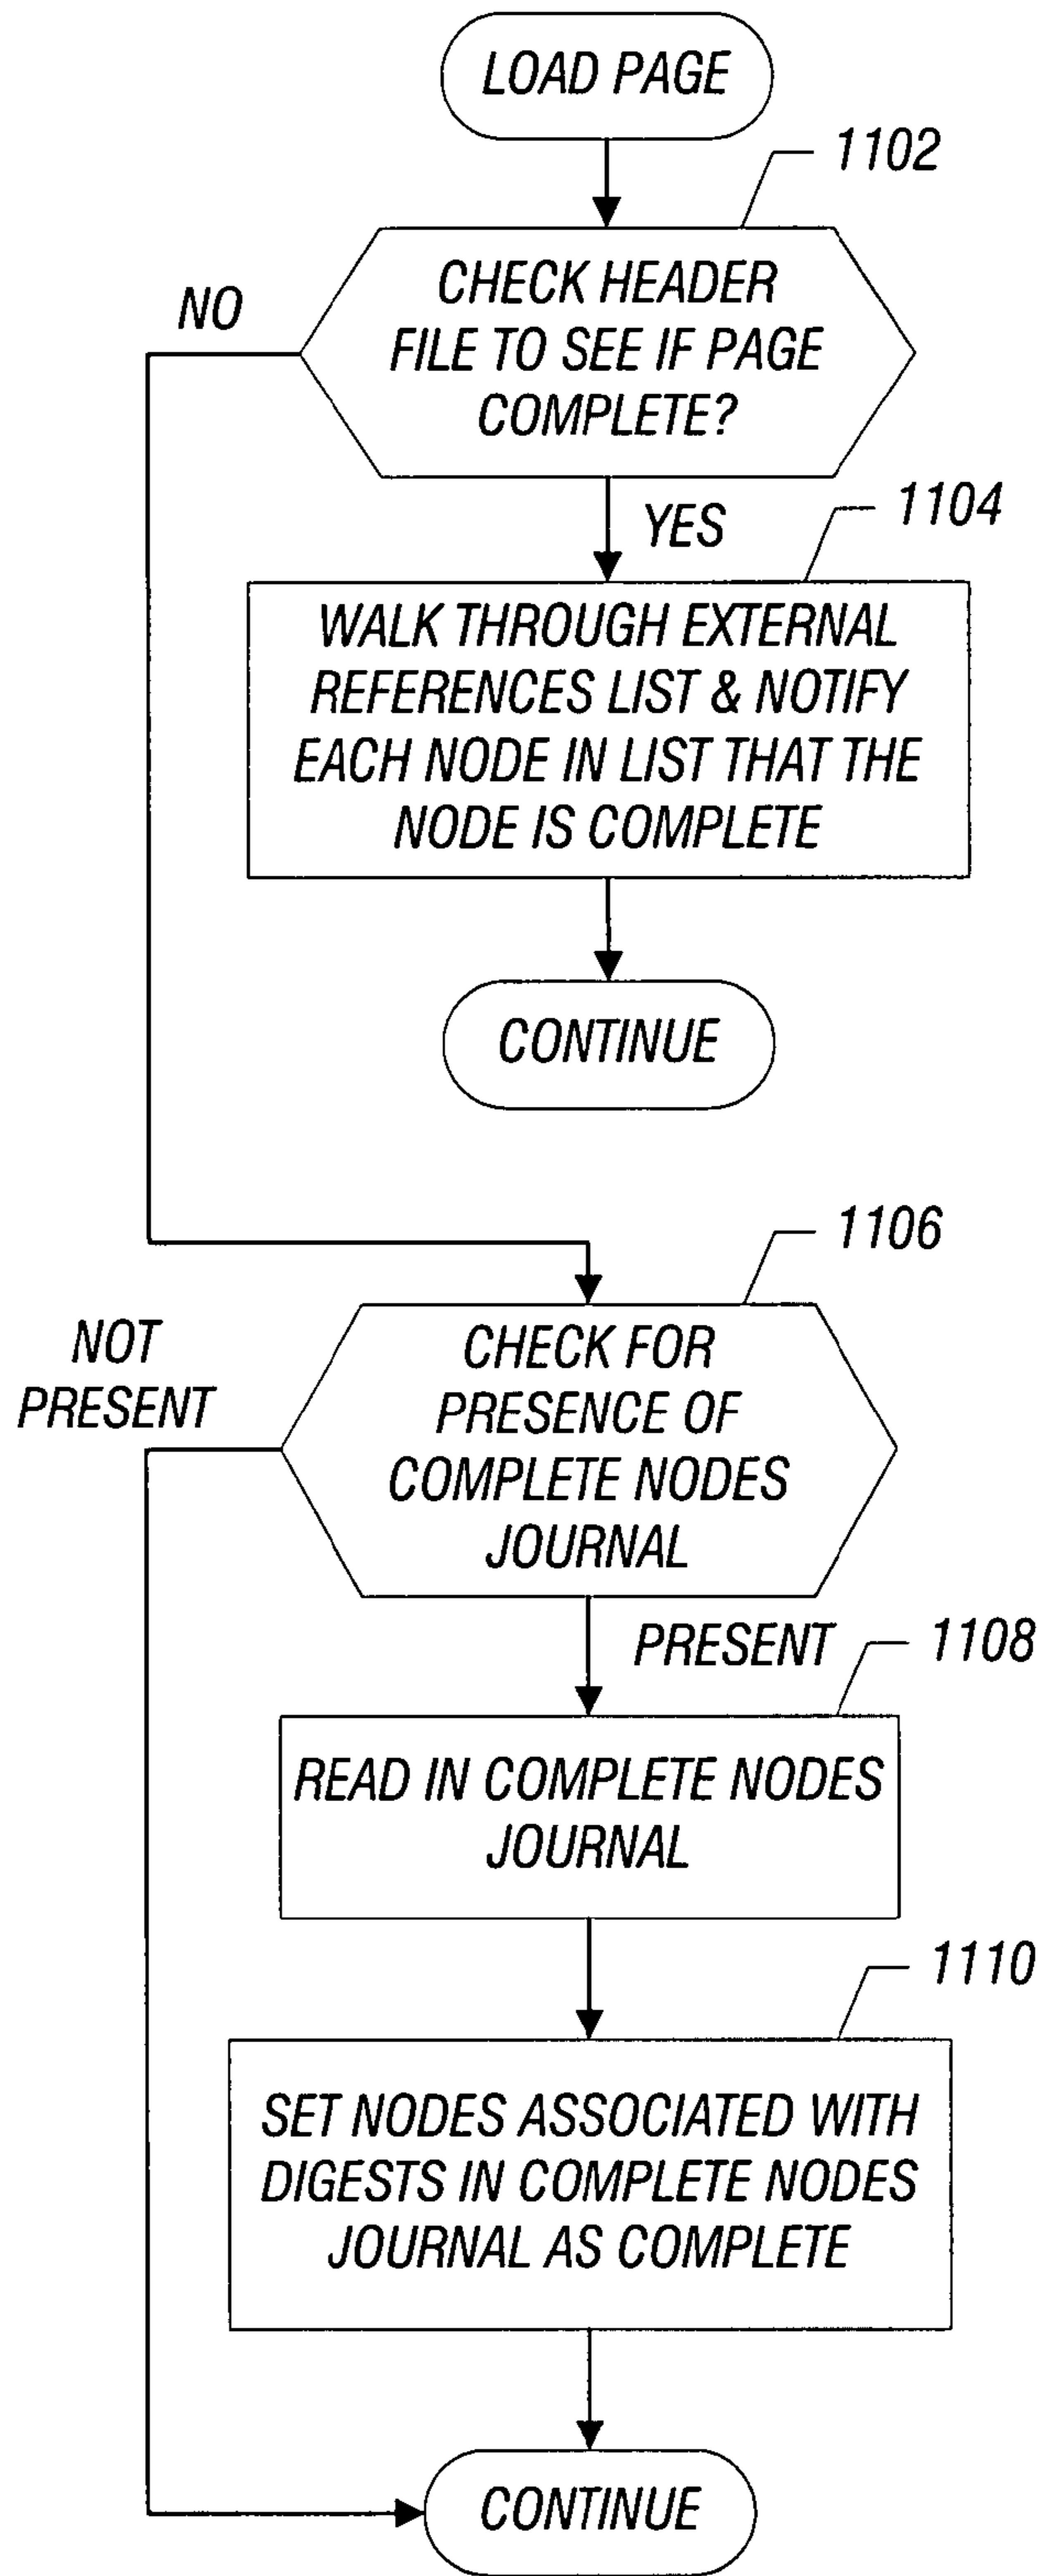 LOAD PAGE
1102
CHECK HEADER
FILE TO SEE IF PAGE
COMPLETE?
NO
YES
1104
WALK THROUGH EXTERNAL
REFERENCES LIST & NOTIFY
EACH NODE IN LIST THAT THE
NODE IS COMPLETE
CONTINUE
1106
CHECK FOR
PRESENCE OF
COMPLETE NODES
JOURNAL
NOT
PRESENT
PRESENT
1108
READ IN COMPLETE NODES
JOURNAL
1110
SET NODES ASSOCIATED WITH
DIGESTS IN COMPLETE NODES
JOURNAL AS COMPLETE
CONTINUE